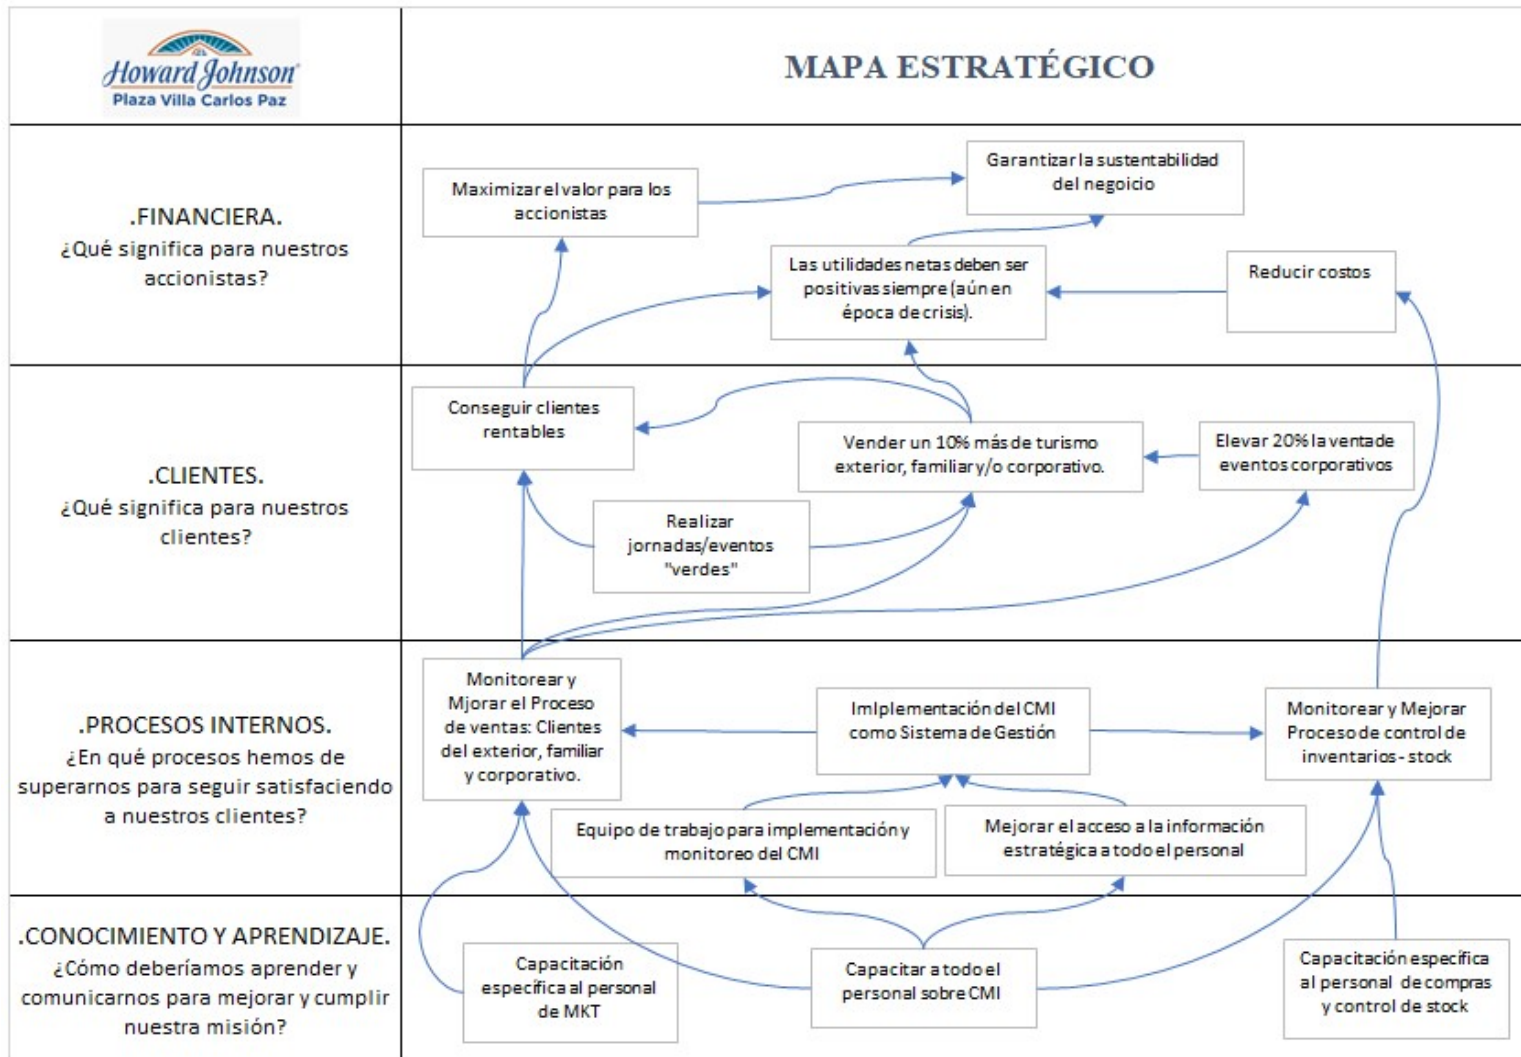 Howard Johnson
Plaza Villa Carlos Paz
MAPA ESTRATÉGICO
.FINANCIERA.
¿Qué significa para nuestros
accionistas?
Maximizar el valor para los
accionistas
Garantizar la sustentabilidad
del negoicio
Las utilidades netas deben ser
positivas siempre (aún en
época de crisis).
Reducir costos
.CLIENTES.
¿Qué significa para nuestros
clientes?
Conseguir clientes
rentables
Vender un 10% más de turismo
exterior, familiar y/o corporativo.
Elevar 20% la venta de
eventos corporativos
Realizar
jornadas/eventos
"verdes"
.PROCESOS INTERNOS.
¿En qué procesos hemos de
superarnos para seguir satisfaciendo
a nuestros clientes?
Monitorear y
Mjorar el Proceso
de ventas: Clientes
del exterior, familiar
y corporativo.
Imlplementación del CMI
como Sistema de Gestión
Monitorear y Mejorar
Proceso de control de
inventarios- stock
Equipo de trabajo para implementación y
monitoreo del CMI
Mejorar el acceso a la información
estratégica a todo el personal
.CONOCIMIENTO Y APRENDIZAJE.
¿Cómo deberíamos aprender y
comunicarnos para mejorar y cumplir
nuestra misión?
Capacitación
específica al personal
de MKT
Capacitar a todo el
personal sobre CMI
Capacitación específica
al personal de compras
y control de stock